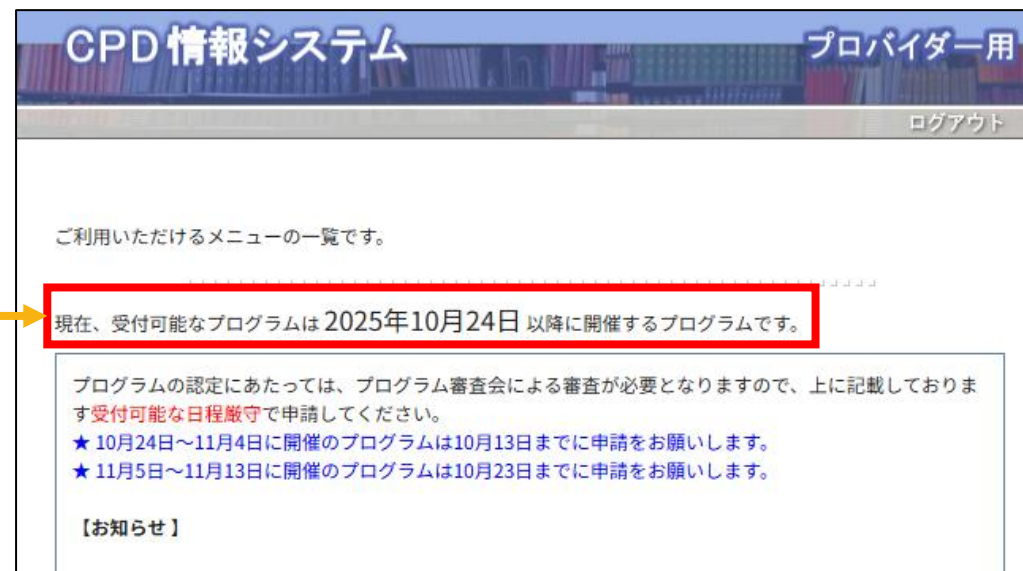 CPD情報システム
プロバイダー用
ログアウト
ご利用いただけるメニューの一覧です。
現在、受付可能なプログラムは 2025年10月24日 以降に開催するプログラムです。
プログラムの認定にあたっては、プログラム審査会による審査が必要となりますので、上に記載しておりま
す受付可能な日程厳守で申請してください。
★ 10月24日～11月4日に開催のプログラムは10月13日までに申請をお願いします。
★ 11月5日～11月13日に開催のプログラムは10月23日までに申請をお願いします。
【お知らせ】